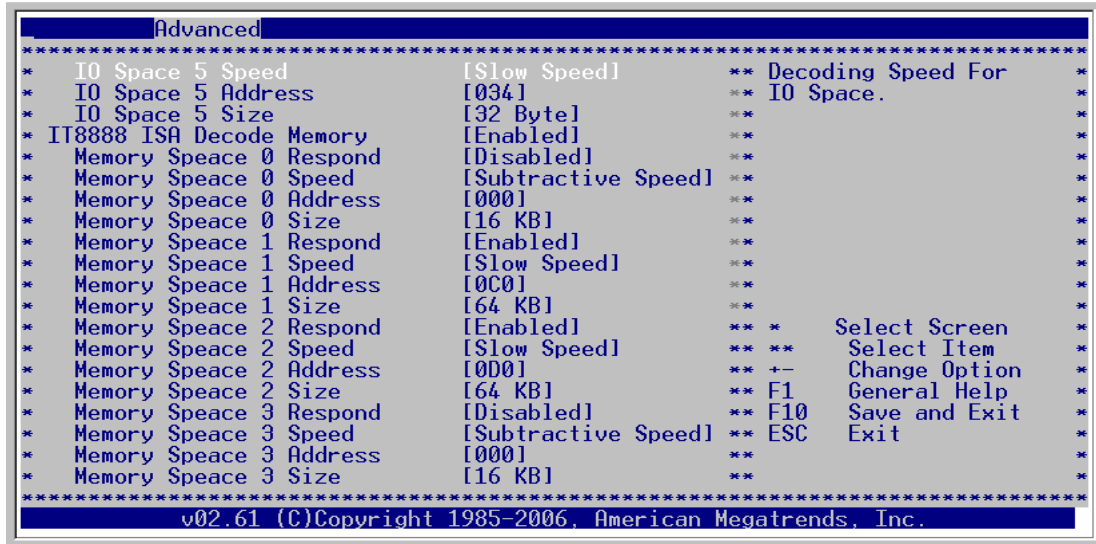 Advanced
********************************************************************************
* IO Space 5 Speed [Slow Speed] ** Decoding Speed For *
* IO Space 5 Address [034] ** IO Space. *
* IO Space 5 Size [32 Byte] ** *
* IT8888 ISA Decode Memory [Enabled] ** *
* Memory Speace 0 Respond [Disabled] ** *
* Memory Speace 0 Speed [Subtractive Speed] ** *
* Memory Speace 0 Address [000] ** *
* Memory Speace 0 Size [16 KB] ** *
* Memory Speace 1 Respond [Enabled] ** *
* Memory Speace 1 Speed [Slow Speed] ** *
* Memory Speace 1 Address [0C0] ** *
* Memory Speace 1 Size [64 KB] ** *
* Memory Speace 2 Respond [Enabled] ** * Select Screen *
* Memory Speace 2 Speed [Slow Speed] ** ** Select Item *
* Memory Speace 2 Address [0D0] ** +- Change Option *
* Memory Speace 2 Size [64 KB] ** F1 General Help *
* Memory Speace 3 Respond [Disabled] ** F10 Save and Exit *
* Memory Speace 3 Speed [Subtractive Speed] ** ESC Exit *
* Memory Speace 3 Address [000] ** *
* Memory Speace 3 Size [16 KB] ** *
********************************************************************************
v02.61 (C)Copyright 1985-2006, American Megatrends, Inc.